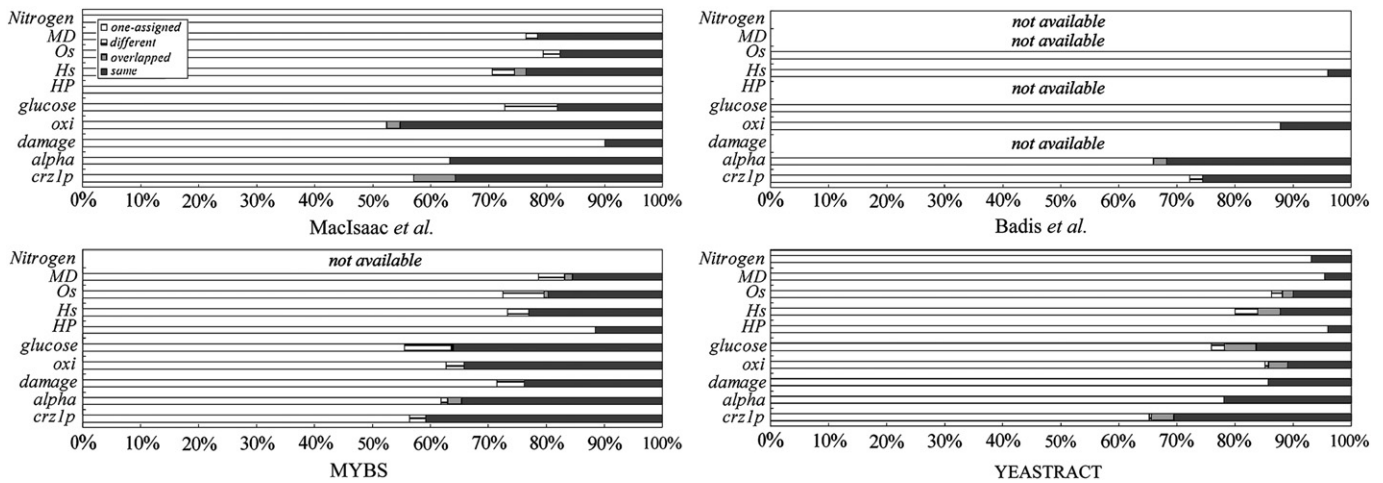 Nitrogen
MD
Os
Hs
HP
glucose
oxi
damage
alpha
crz1p
one-assigned
different
overlapped
same
0% 10% 20% 30% 40% 50% 60% 70% 80% 90% 100%
MacIsaac et al.
Nitrogen not available
MD not available
Os
Hs
HP not available
glucose
oxi
damage not available
alpha
crz1p
0% 10% 20% 30% 40% 50% 60% 70% 80% 90% 100%
Badis et al.
Nitrogen not available
MD
Os
Hs
HP
glucose
oxi
damage
alpha
crz1p
0% 10% 20% 30% 40% 50% 60% 70% 80% 90% 100%
MYBS
Nitrogen
MD
Os
Hs
HP
glucose
oxi
damage
alpha
crz1p
0% 10% 20% 30% 40% 50% 60% 70% 80% 90% 100%
YEASTRACT